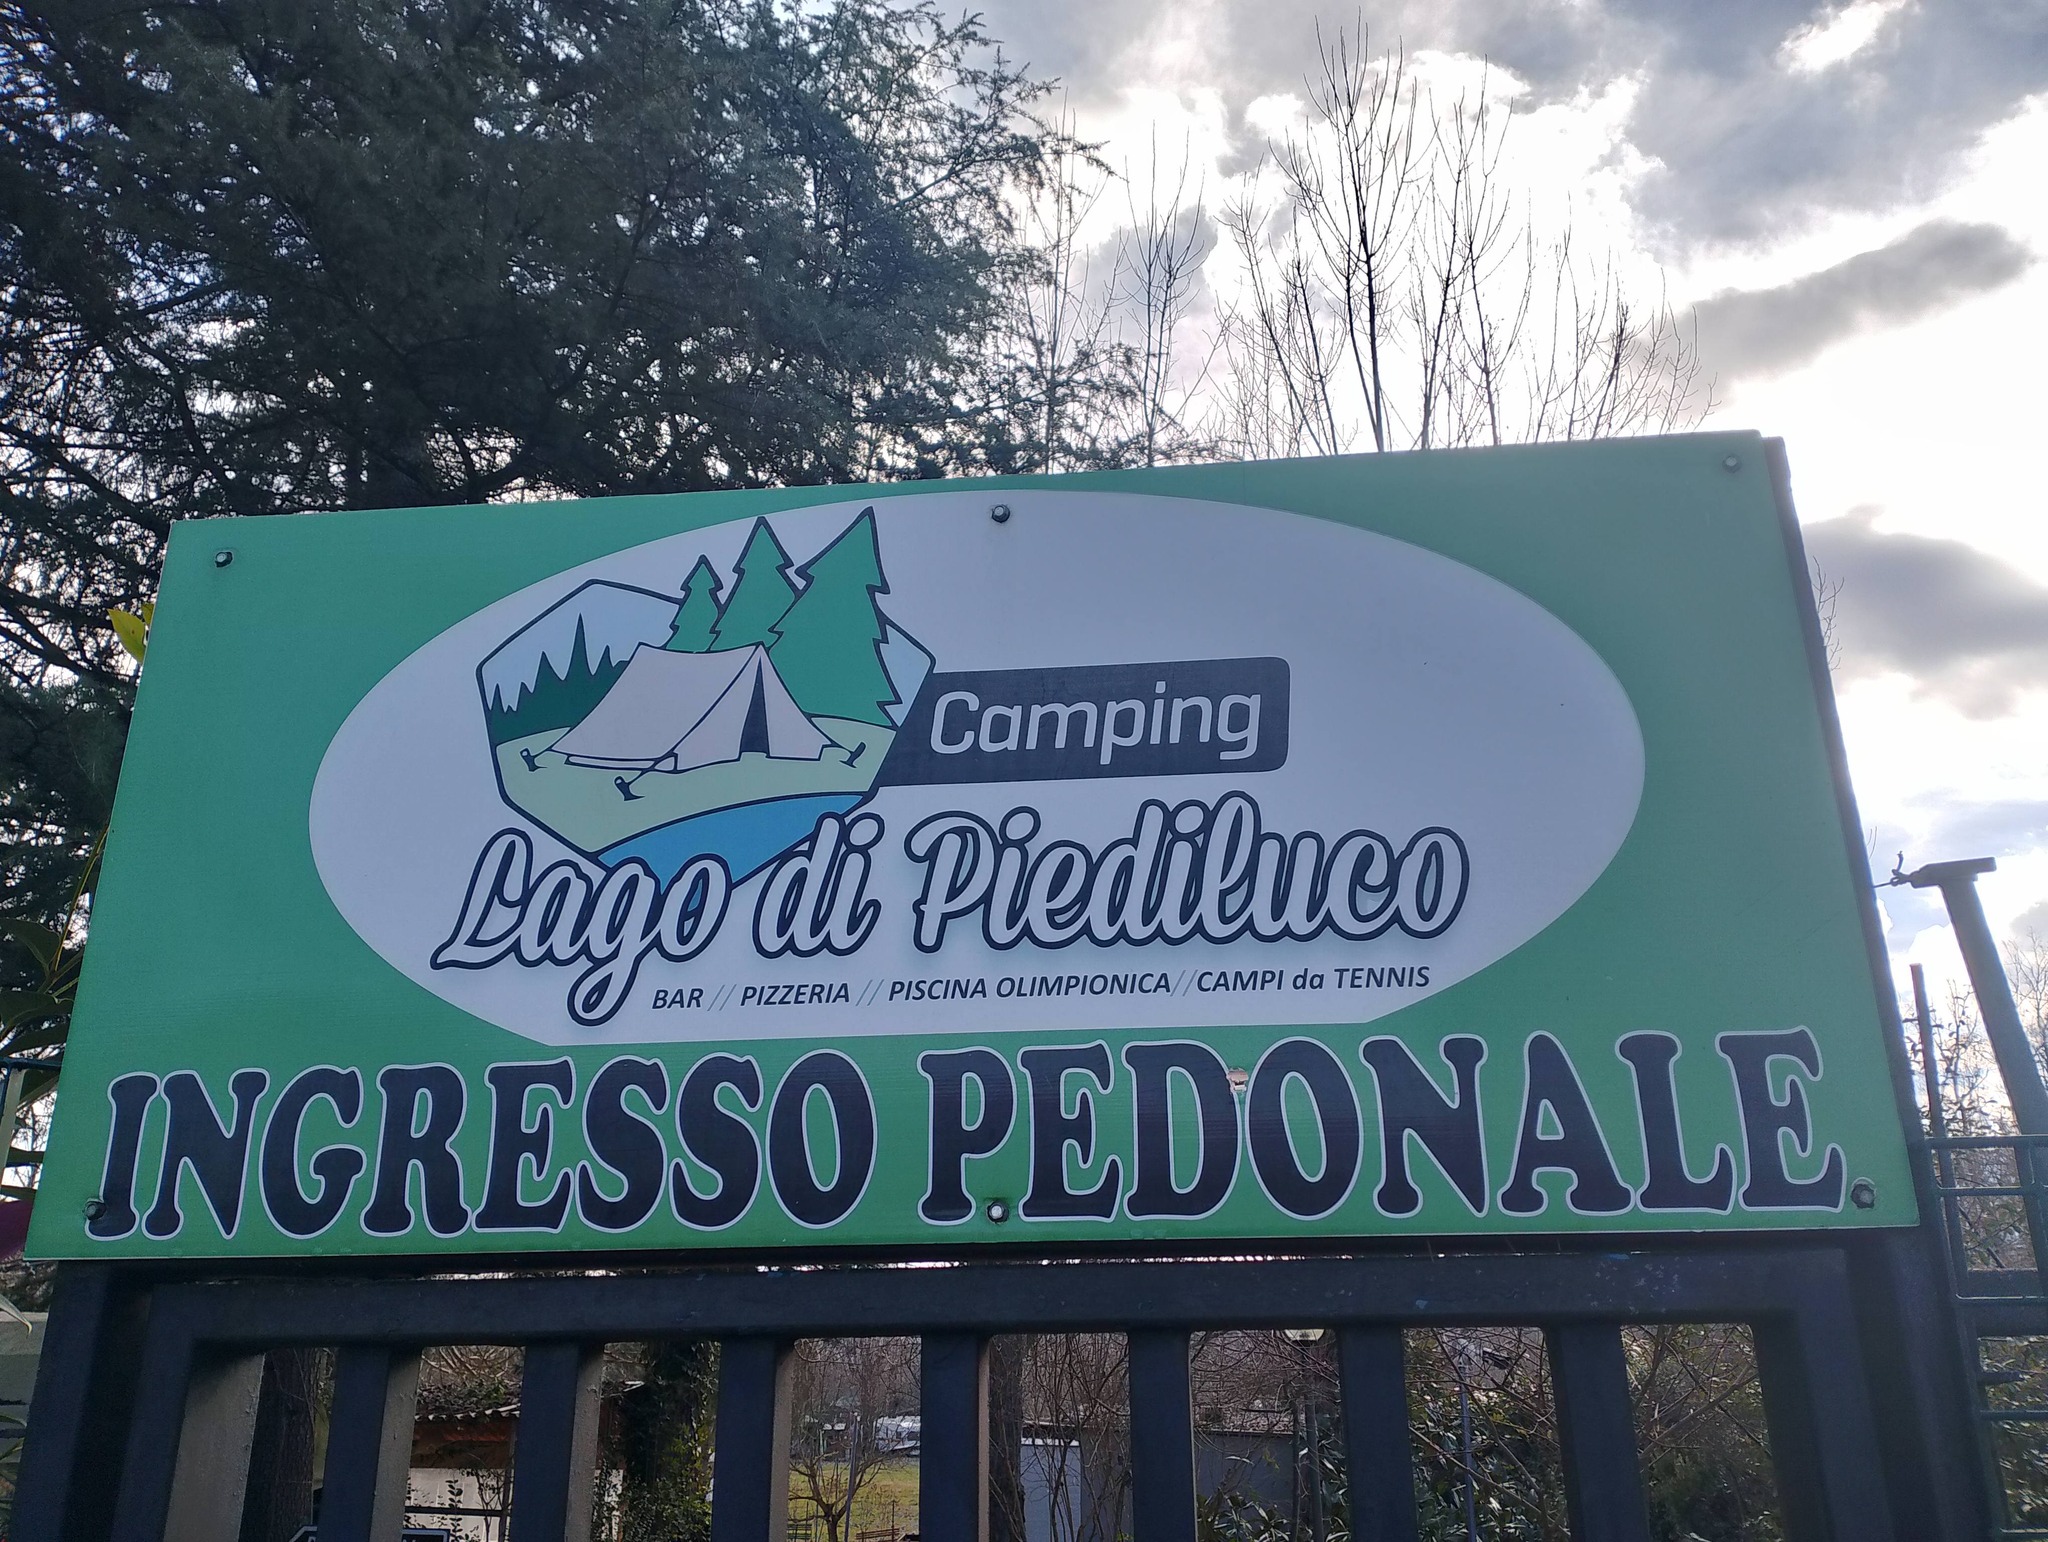 Camping
Lago di Piediluco
BAR // PIZZERIA // PISCINA OLIMPIONICA//CAMPI da TENNIS
INGRESSO PEDONALE